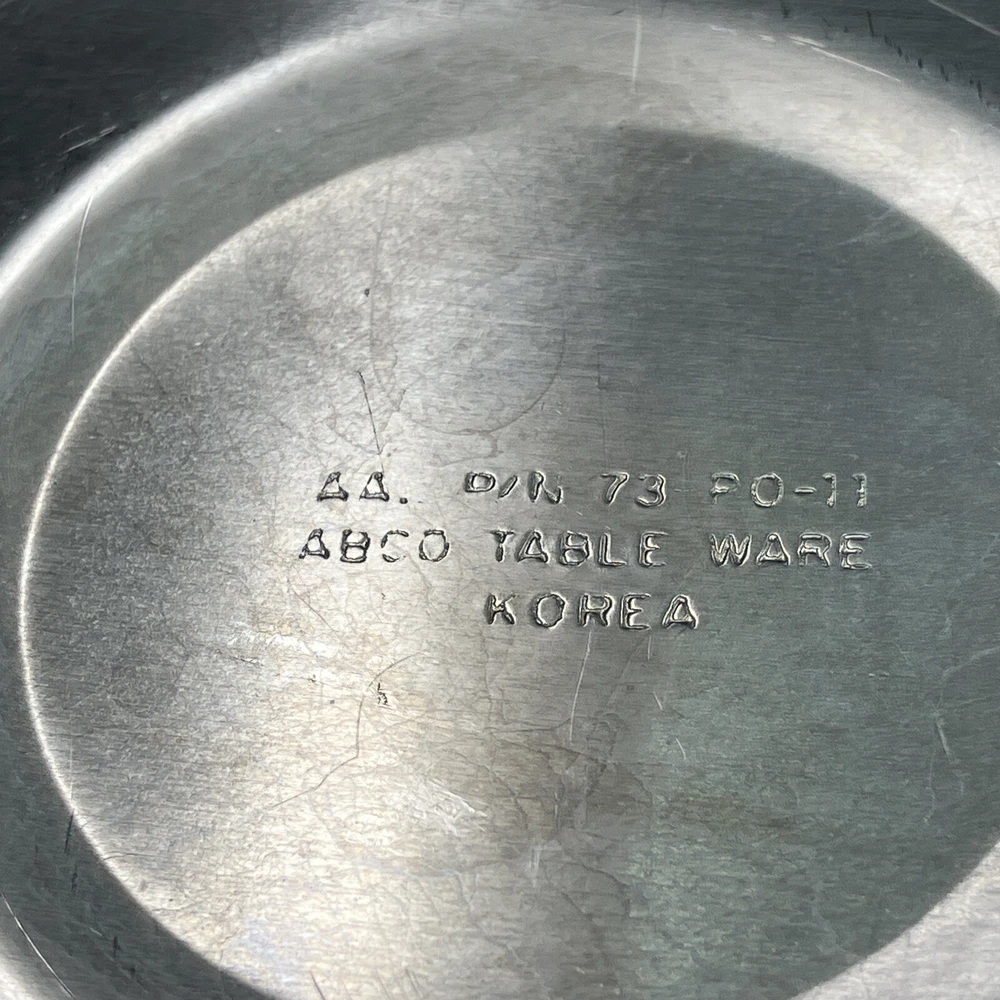 AA. P/N 73 PO-11
ABCO TABLE WARE
KOREA